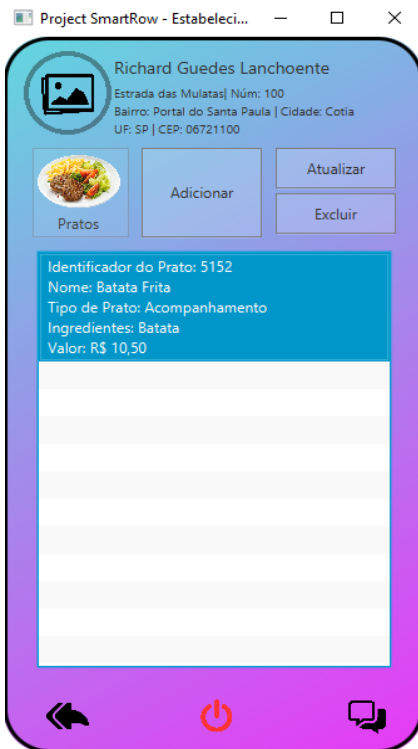 Project SmartRow - Estabeleci...
Richard Guedes Lanchoente
Estrada das Mulatas| Núm: 100
Bairro: Portal do Santa Paula | Cidade: Cotia
UF: SP | CEP: 06721100
Pratos
Adicionar
Atualizar
Excluir
Identificador do Prato: 5152
Nome: Batata Frita
Tipo de Prato: Acompanhamento
Ingredientes: Batata
Valor: R$ 10,50